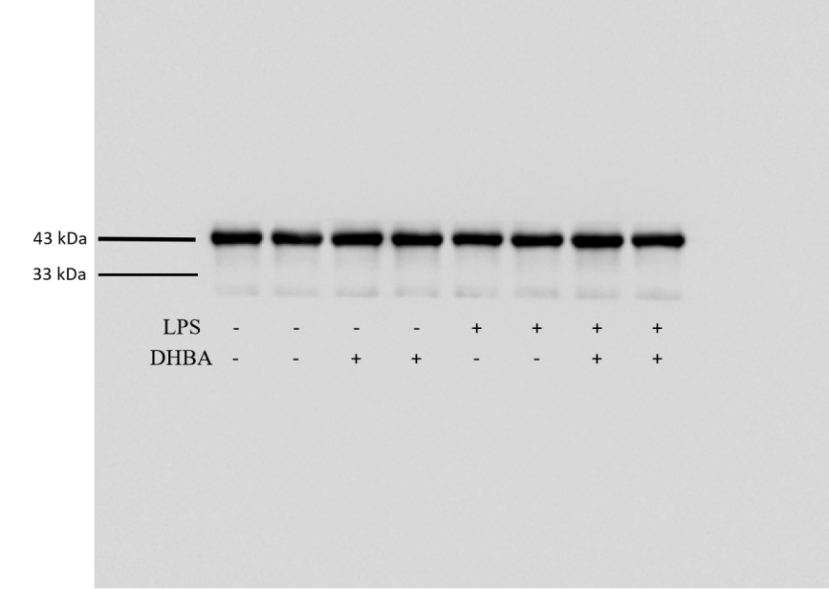 43 kDa
33 kDa
LPS - - - - + + + +
DHBA - - + + - - + +